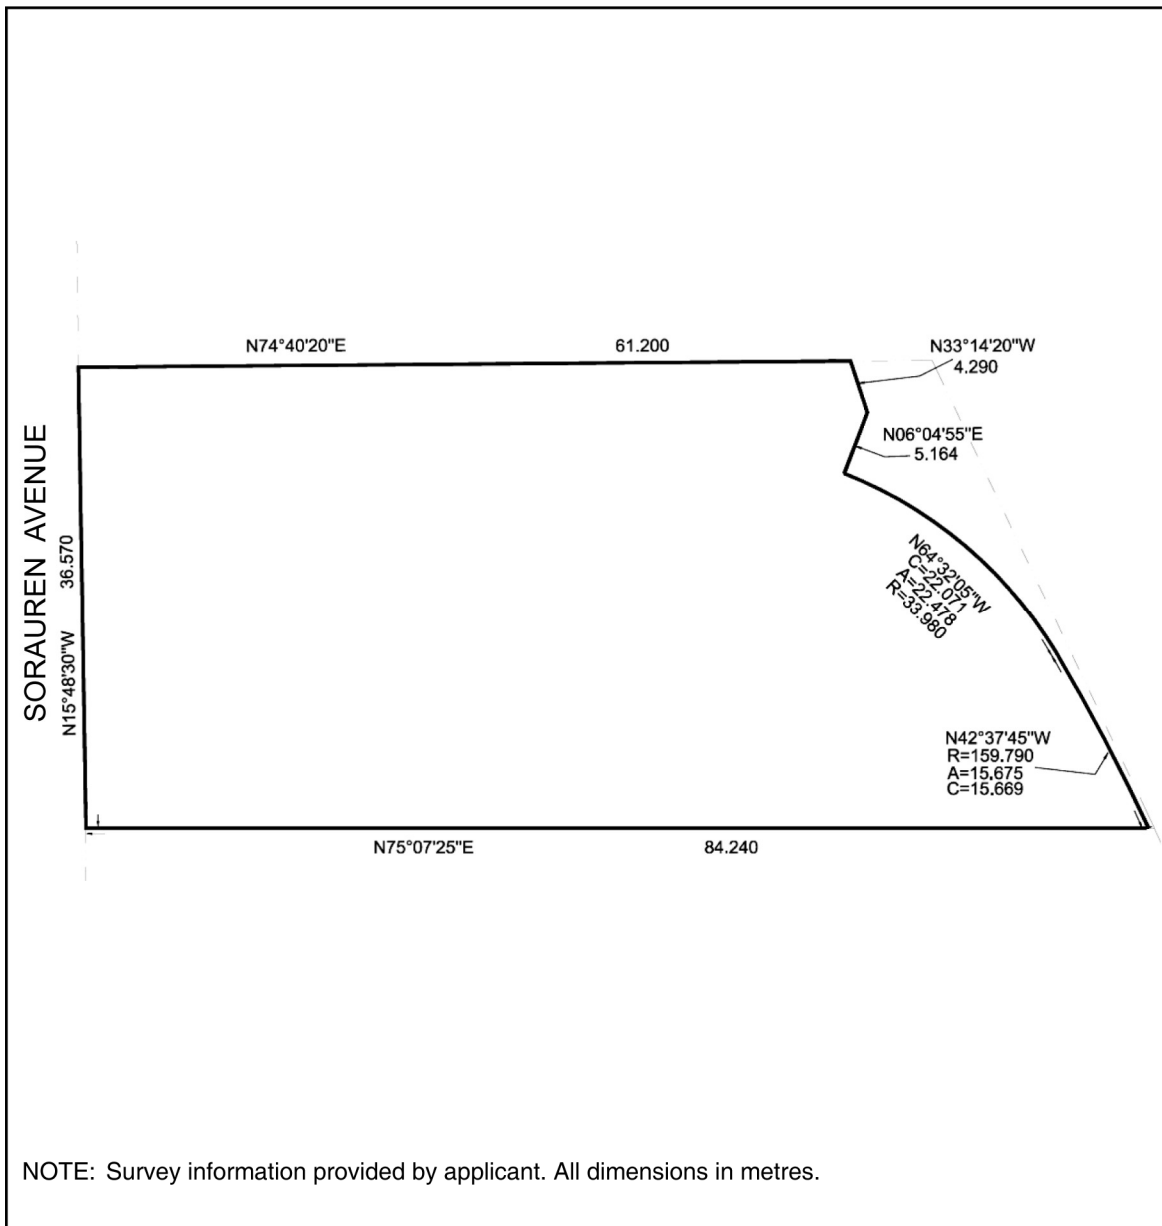 N74°40'20"E
61.200
N33°14'20"W
4.290
N06°04'55"E
5.164
SORAUREN AVENUE
N15°48'30"W
36.570
N64°32'05"W
C=22.071
A=22.478
R=33.980
N42°37'45"W
R=159.790
A=15.675
C=15.669
N75°07'25"E
84.240
NOTE: Survey information provided by applicant. All dimensions in metres.